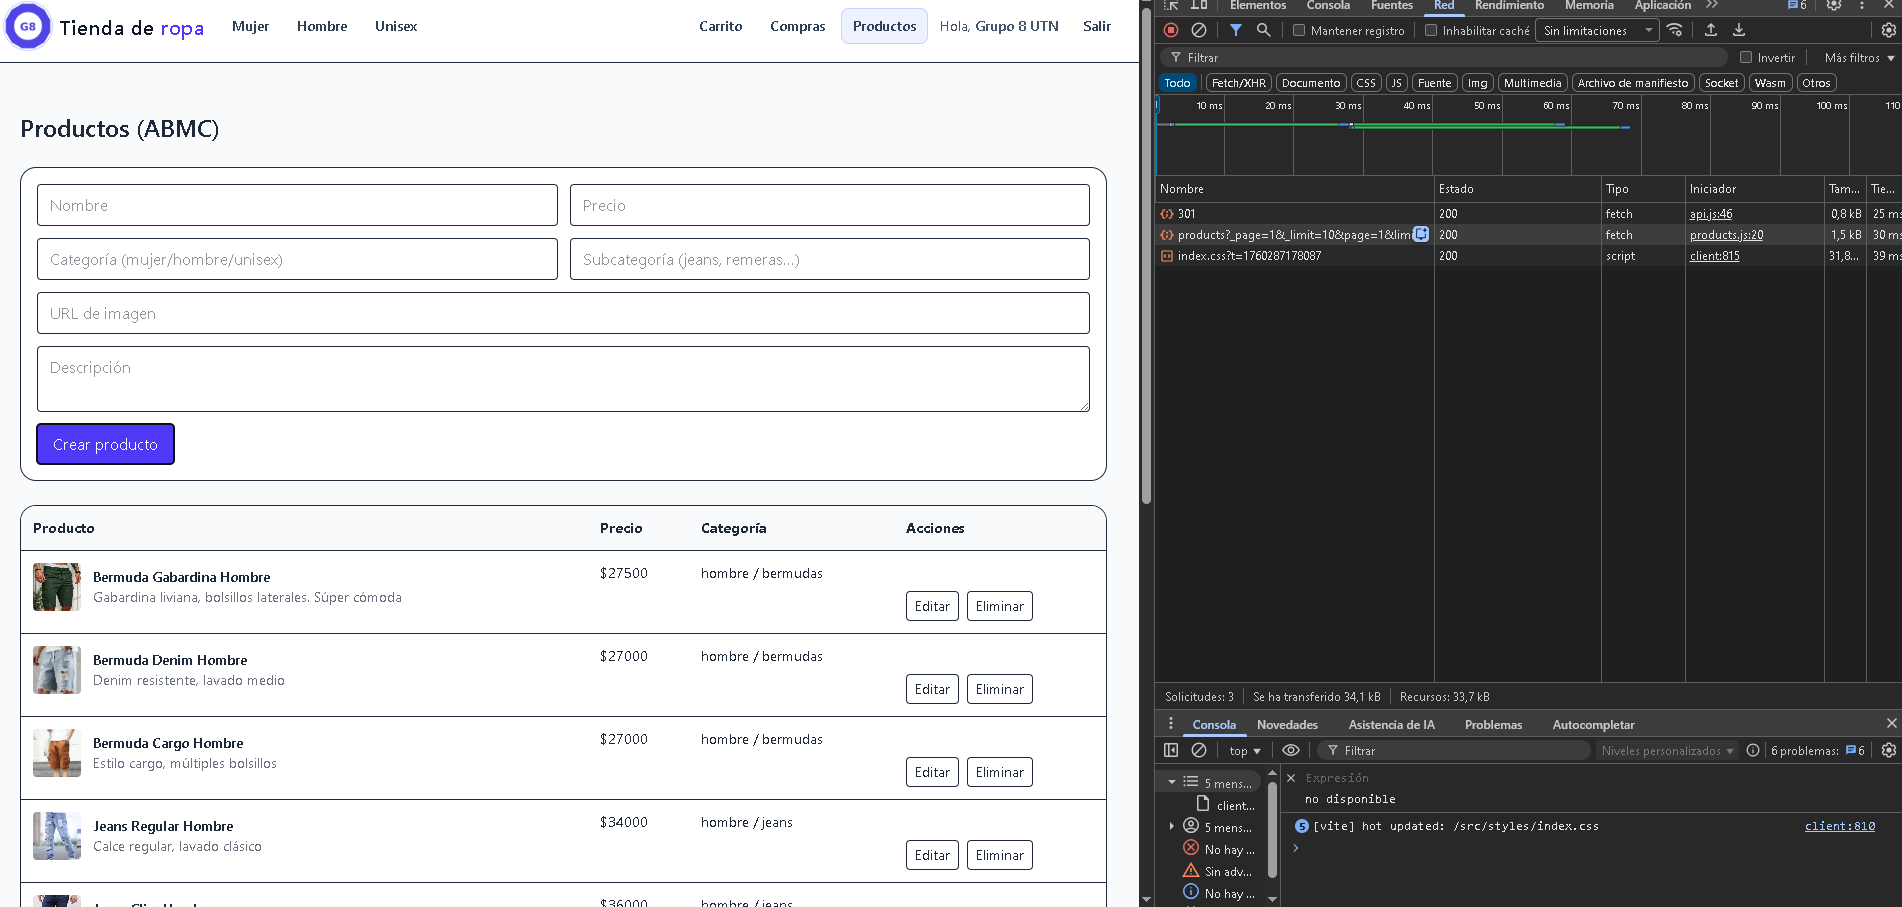 G8 Tienda de ropa Mujer Hombre Unisex Carrito Compras Productos Hola, Grupo 8 UTN Salir
Productos (ABMC)
Nombre Precio
Categoría (mujer/hombre/unisex) Subcategoría (jeans, remeras...)
URL de imagen
Descripción
Crear producto
Producto Precio Categoría Acciones
Bermuda Gabardina Hombre $27500 hombre / bermudas
Gabardina liviana, bolsillos laterales. Súper cómoda
Editar Eliminar
Bermuda Denim Hombre $27000 hombre / bermudas
Denim resistente, lavado medio
Editar Eliminar
Bermuda Cargo Hombre $27000 hombre / bermudas
Estilo cargo, múltiples bolsillos
Editar Eliminar
Jeans Regular Hombre $34000 hombre / jeans
Calce regular, lavado clásico
Editar Eliminar
$36000 hombre / jeans
Elementos Consola Fuentes Red Rendimiento Memoria Aplicación 6
Mantener registro Inhabilitar caché Sin limitaciones
Filtrar Invertir Más filtros
Todo Fetch/XHR Documento CSS JS Fuente Img Multimedia Archivo de manifiesto Socket Wasm Otros
10 ms 20 ms 30 ms 40 ms 50 ms 60 ms 70 ms 80 ms 90 ms 100 ms 110
Nombre Estado Tipo Iniciador Tam... Tie...
301 200 fetch api.js:46 0,8 kB 25 ms
products?_page=1&_limit=10&page=1&limi 200 fetch products.js:20 1,5 kB 30 ms
index.css?t=1760287178087 200 script client:815 31,8... 39 ms
Solicitudes: 3 Se ha transferido 34,1 kB Recursos: 33,7 kB
Consola Novedades Asistencia de IA Problemas Autocompletar
top Filtrar Niveles personalizados 6 problemas: 6
5 mens...
client...
5 mens...
No hay ...
Sin adv...
No hay ...
Expresión
no disponible
5 [vite] hot updated: /src/styles/index.css client:810